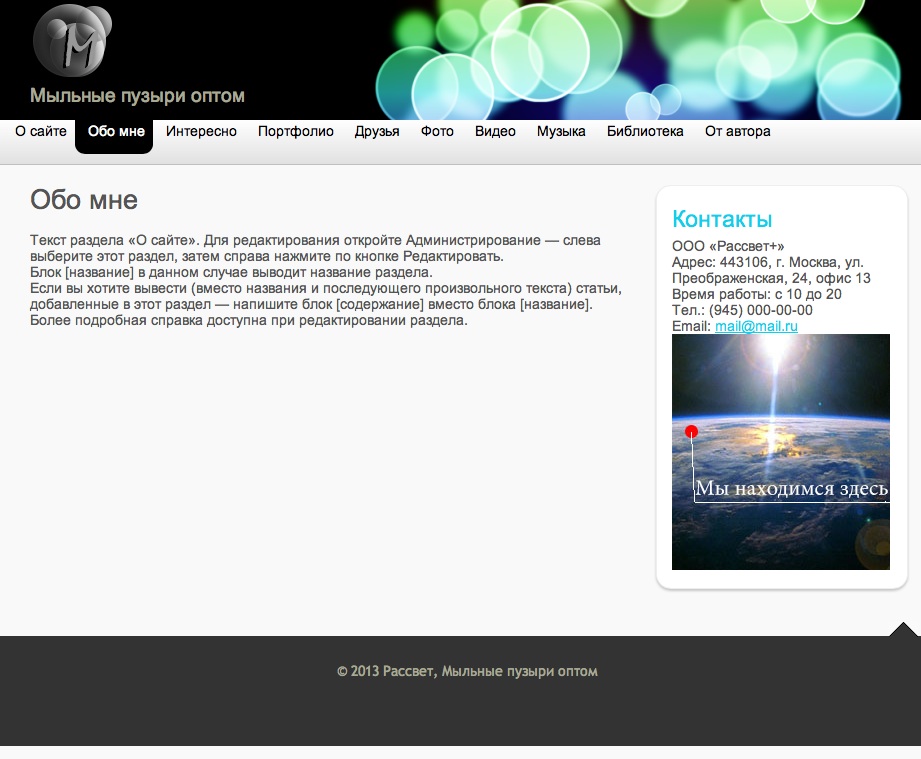 М
Мыльные пузыри оптом
О сайте Обо мне Интересно Портфолио Друзья Фото Видео Музыка Библиотека От автора
Обо мне
Текст раздела «О сайте». Для редактирования откройте Администрирование — слева
выберите этот раздел, затем справа нажмите по кнопке Редактировать.
Блок [название] в данном случае выводит название раздела.
Если вы хотите вывести (вместо названия и последующего произвольного текста) статьи,
добавленные в этот раздел — напишите блок [содержание] вместо блока [название].
Более подробная справка доступна при редактировании раздела.
Контакты
ООО «Рассвет+»
Адрес: 443106, г. Москва, ул.
Преображенская, 24, офис 13
Время работы: с 10 до 20
Тел.: (945) 000-00-00
Email: mail@mail.ru
Мы находимся здесь
© 2013 Рассвет, Мыльные пузыри оптом